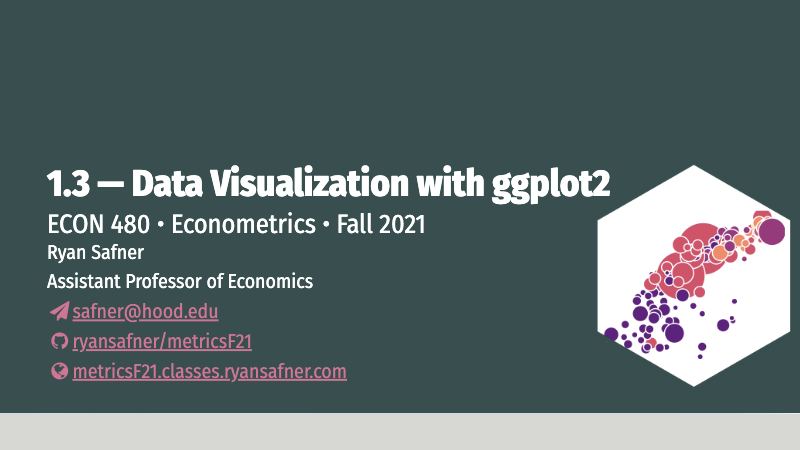 1.3 — Data Visualization with ggplot2
ECON 480 • Econometrics • Fall 2021
Ryan Safner
Assistant Professor of Economics
safner@hood.edu
ryansafner/metricsF21
metricsF21.classes.ryansafner.com